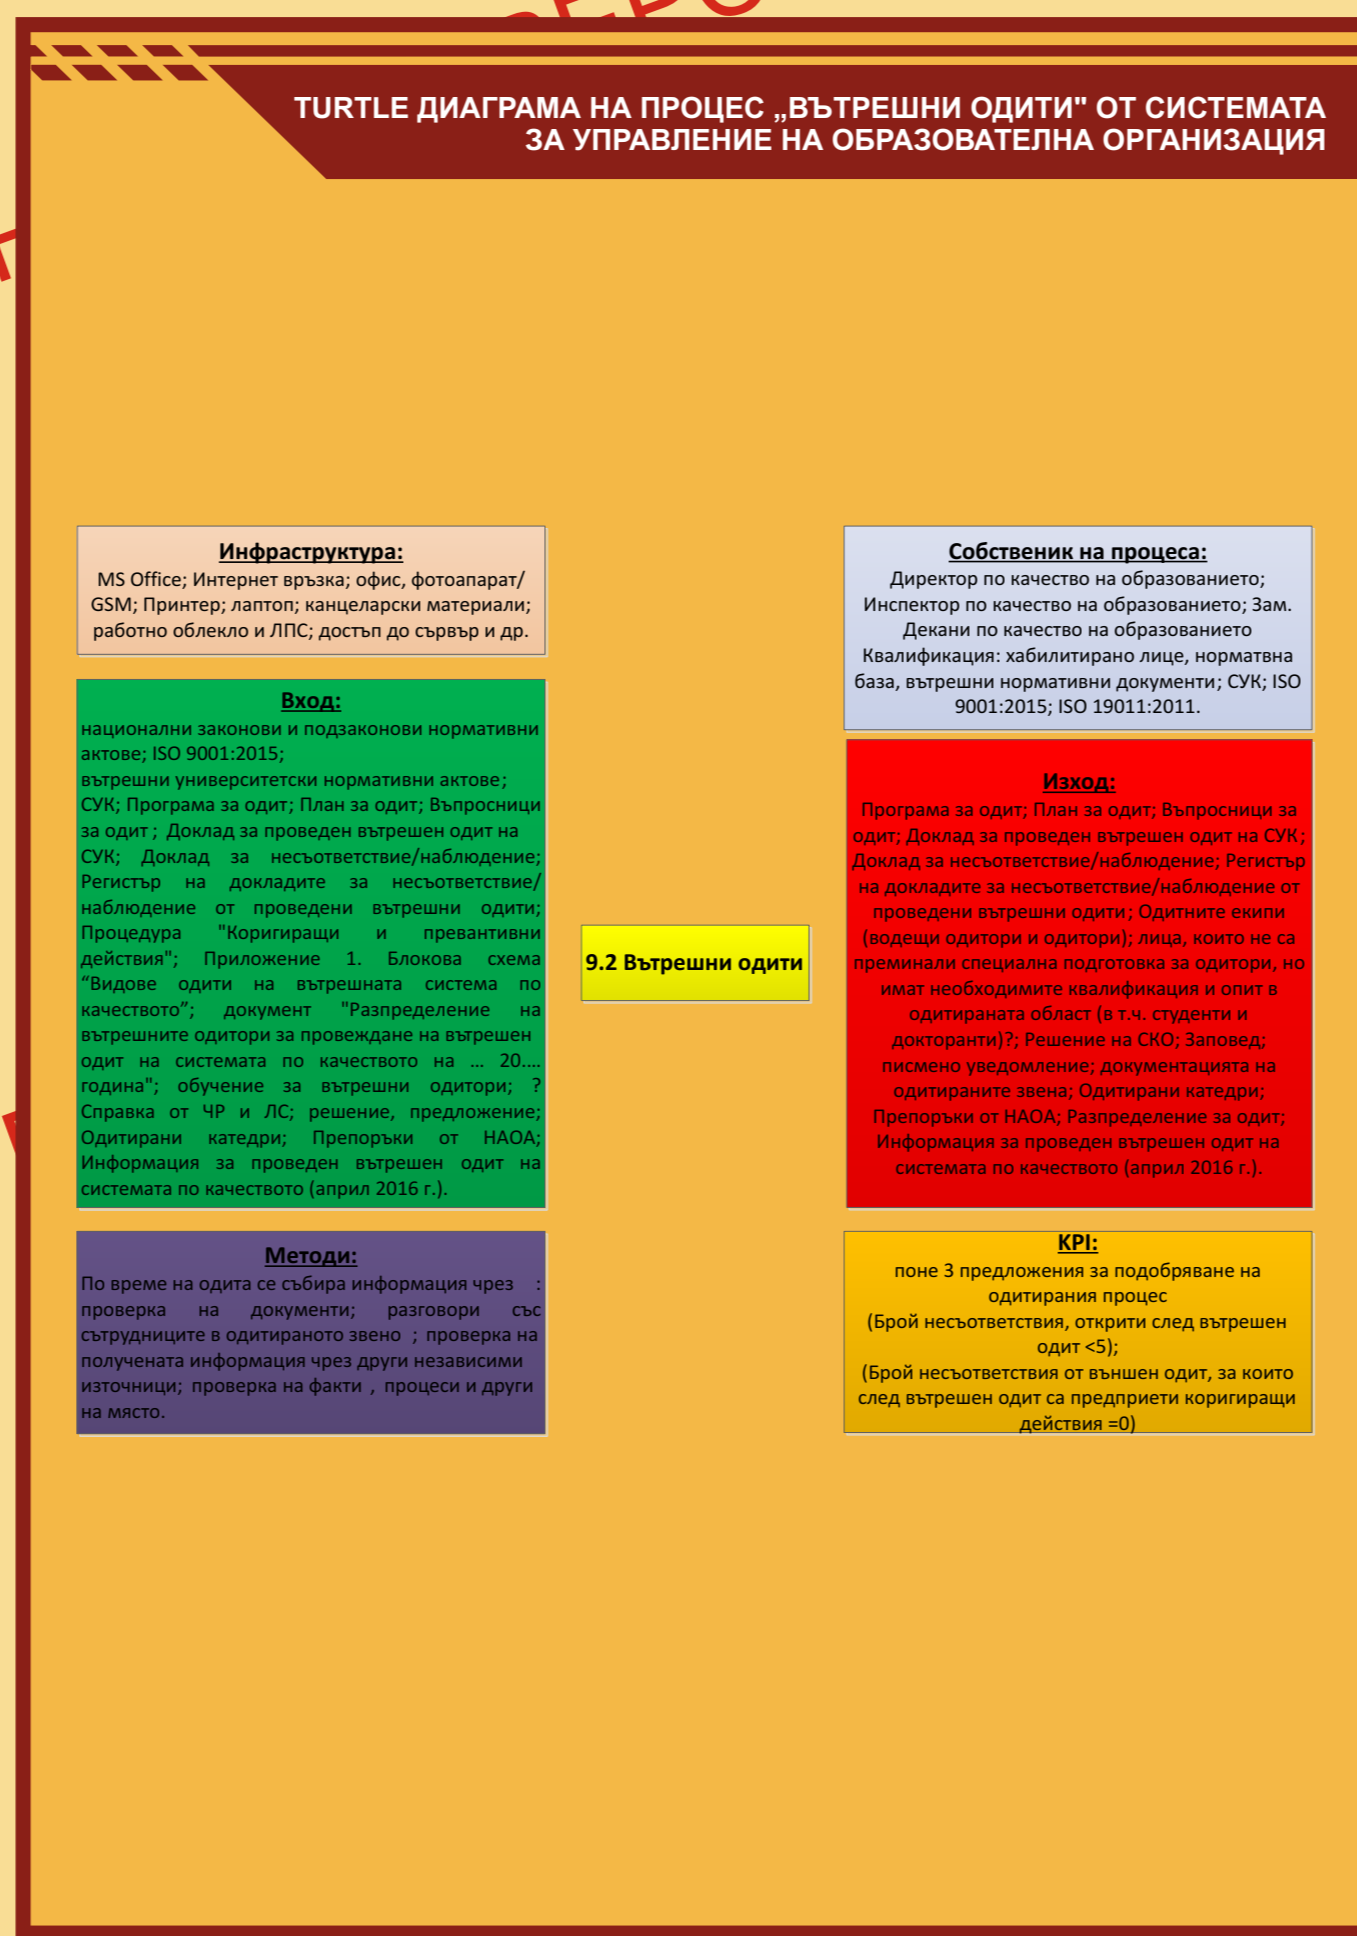 TURTLE ДИАГРАМА НА ПРОЦЕС „ВЪТРЕШНИ ОДИТИ" ОТ СИСТЕМАТА
ЗА УПРАВЛЕНИЕ НА ОБРАЗОВАТЕЛНА ОРГАНИЗАЦИЯ
Инфраструктура:
MS Office; Интернет връзка; офис, фотоапарат/
GSM; Принтер; лаптоп; канцеларски материали;
работно облекло и ЛПС; достъп до сървър и др.
Собственик на процеса:
Директор по качество на образованието;
Инспектор по качество на образованието; Зам.
Декани по качество на образованието
Квалификация: хабилитирано лице, норматвна
база, вътрешни нормативни документи; СУК; ISO
9001:2015; ISO 19011:2011.
Вход:
национални законови и подзаконови нормативни
актове; ISO 9001:2015;
вътрешни университетски нормативни актове;
СУК; Програма за одит; План за одит; Въпросници
за одит ; Доклад за проведен вътрешен одит на
СУК; Доклад за несъответствие/наблюдение;
Регистър на докладите за несъответствие/
наблюдение от проведени вътрешни одити;
Процедура "Коригиращи и превантивни
действия"; Приложение 1. Блокова схема
“Видове одити на вътрешната система по
качеството”; документ "Разпределение на
вътрешните одитори за провеждане на вътрешен
одит на системата по качеството на ... 20....
година"; обучение за вътрешни одитори; ?
Справка от ЧР и ЛС; решение, предложение;
Одитирани катедри; Препоръки от НАОА;
Информация за проведен вътрешен одит на
системата по качеството (април 2016 г.).
9.2 Вътрешни одити
Изход:
Програма за одит; План за одит; Въпросници за
одит; Доклад за проведен вътрешен одит на СУК;
Доклад за несъответствие/наблюдение; Регистър
на докладите за несъответствие/наблюдение от
проведени вътрешни одити; Одитните екипи
(водещи одитори и одитори); лица, които не са
преминали специална подготовка за одитори, но
имат необходимите квалификация и опит в
одитираната област (в т.ч. студенти и
докторанти)?; Решение на СКО; Заповед;
писмено уведомление; документацията на
одитираните звена; Одитирани катедри;
Препоръки от НАОА; Разпределение за одит;
Информация за проведен вътрешен одит на
системата по качеството (април 2016 г.).
Методи:
По време на одита се събира информация чрез :
проверка на документи; разговори със
сътрудниците в одитираното звено ; проверка на
получената информация чрез други независими
източници; проверка на факти , процеси и други
на място.
KPI:
поне 3 предложения за подобряване на
одитирания процес
(Брой несъответствия, открити след вътрешен
одит <5);
(Брой несъответствия от външен одит, за които
след вътрешен одит са предприети коригиращи
действия =0)